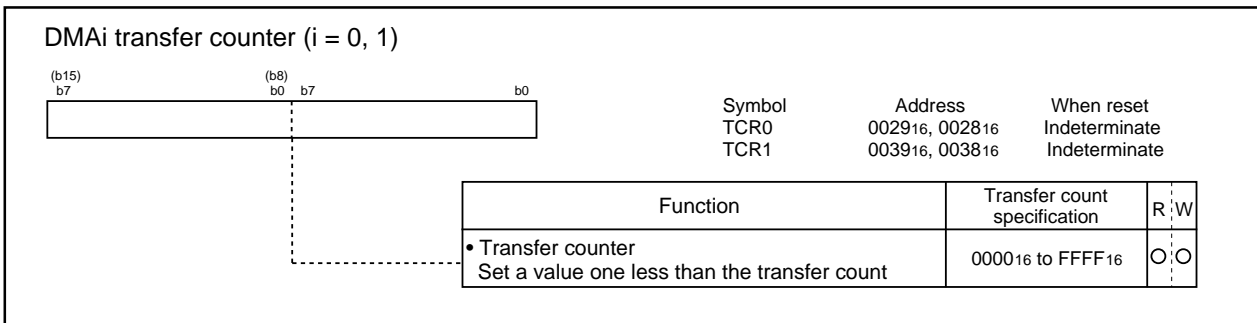 DMAi transfer counter (i = 0, 1)
(b15) (b8)
b7 b0 b7 b0
Symbol Address When reset
TCR0 002916, 002816 Indeterminate
TCR1 003916, 003816 Indeterminate
Function Transfer count specification R W
• Transfer counter
Set a value one less than the transfer count 000016 to FFFF16 O O